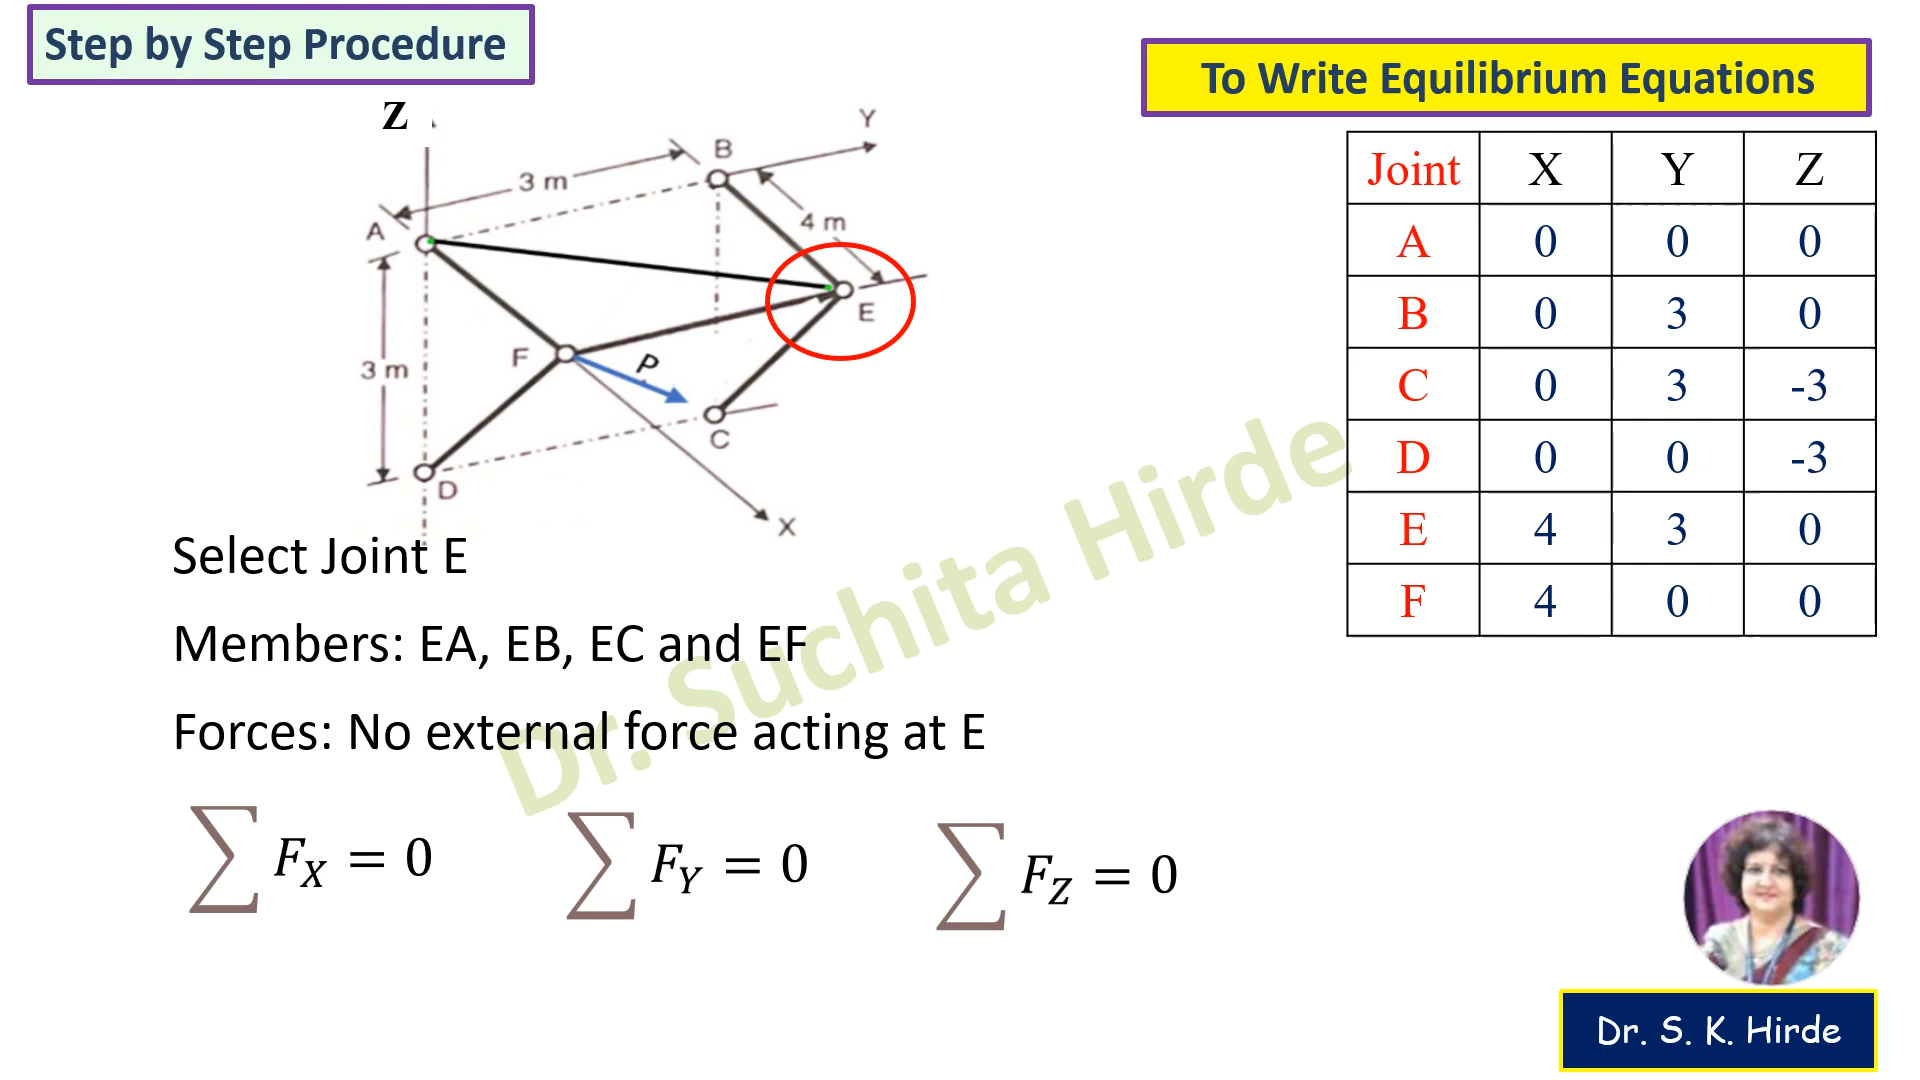 Step by Step Procedure
To Write Equilibrium Equations
Z
Y
B
3 m
4 m
A
E
F
P
3 m
C
D
X
Joint X Y Z
A 0 0 0
B 0 3 0
C 0 3 -3
D 0 0 -3
E 4 3 0
F 4 0 0
Select Joint E
Members: EA, EB, EC and EF
Forces: No external force acting at E
∑ F_X = 0 ∑ F_Y = 0 ∑ F_Z = 0
Dr. Suchita Hirde
Dr. S. K. Hirde